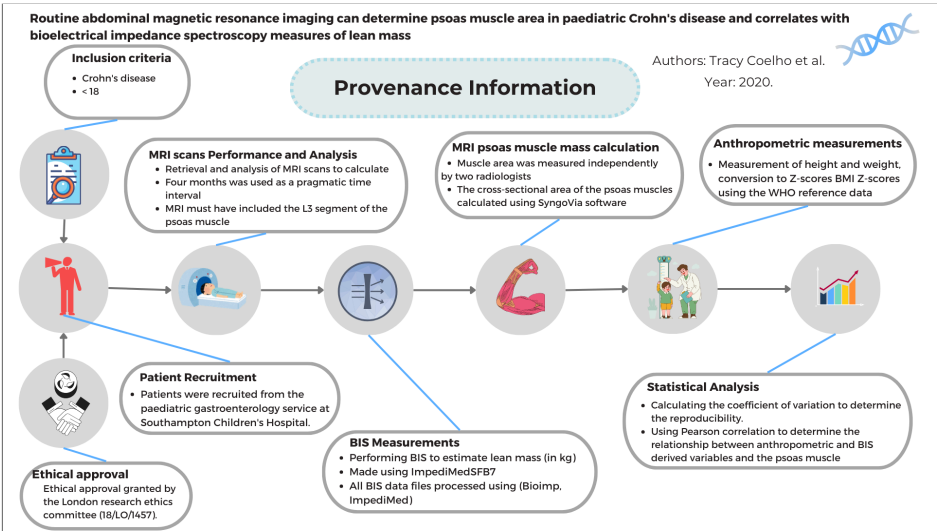 Routine abdominal magnetic resonance imaging can determine psoas muscle area in paediatric Crohn's disease and correlates with
bioelectrical impedance spectroscopy measures of lean mass
Authors: Tracy Coelho et al.
Year: 2020.
Provenance Information
Inclusion criteria
• Crohn's disease
• < 18
MRI scans Performance and Analysis
• Retrieval and analysis of MRI scans to calculate
• Four months was used as a pragmatic time
interval
• MRI must have included the L3 segment of the
psoas muscle
MRI psoas muscle mass calculation
• Muscle area was measured independently
by two radiologists
• The cross-sectional area of the psoas muscles
calculated using SyngoVia software
Anthropometric measurements
• Measurement of height and weight,
conversion to Z-scores BMI Z-scores
using the WHO reference data
Patient Recruitment
• Patients were recruited from the
paediatric gastroenterology service at
Southampton Children's Hospital.
BIS Measurements
• Performing BIS to estimate lean mass (in kg)
• Made using ImpediMedSFB7
• All BIS data files processed using (Bioimp,
ImpediMed)
Statistical Analysis
• Calculating the coefficient of variation to determine
the reproducibility.
• Using Pearson correlation to determine the
relationship between anthropometric and BIS
derived variables and the psoas muscle
Ethical approval
Ethical approval granted by
the London research ethics
committee (18/LO/1457).